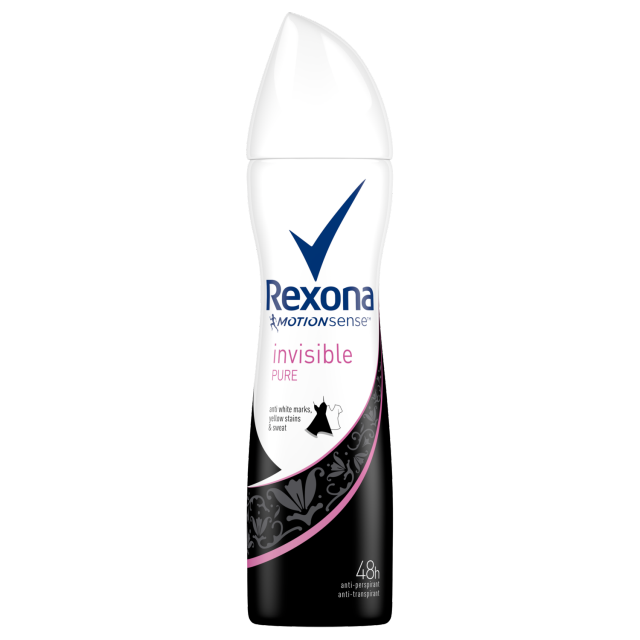 Rexona
MOTIONsense™
invisible
PURE
anti white marks,
yellow stains
& sweat
48h
anti-perspirant
anti-transpirant